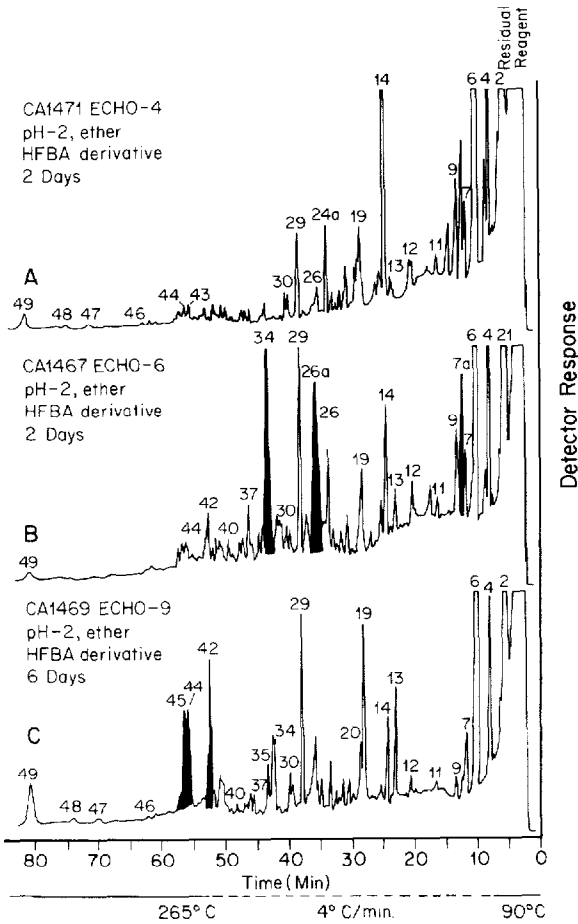 Residual
Reagent
CA1471 ECHO-4
pH-2, ether
HFBA derivative
2 Days
A
49 48 47 46 44 43 30 29 26 24a 19 14 13 12 11 9 7 6 4 2
CA1467 ECHO-6
pH-2, ether
HFBA derivative
2 Days
B
49 44 42 40 37 34 30 29 26a 26 19 14 13 12 11 9 7a 7 6 4 21
CA1469 ECHO-9
pH-2, ether
HFBA derivative
6 Days
C
49 48 47 46 45 44 42 40 37 35 34 30 29 20 19 14 13 12 11 9 7 6 4 2
Detector Response
80 70 60 50 40 30 20 10 0
Time (Min)
265° C 4° C/min. 90° C